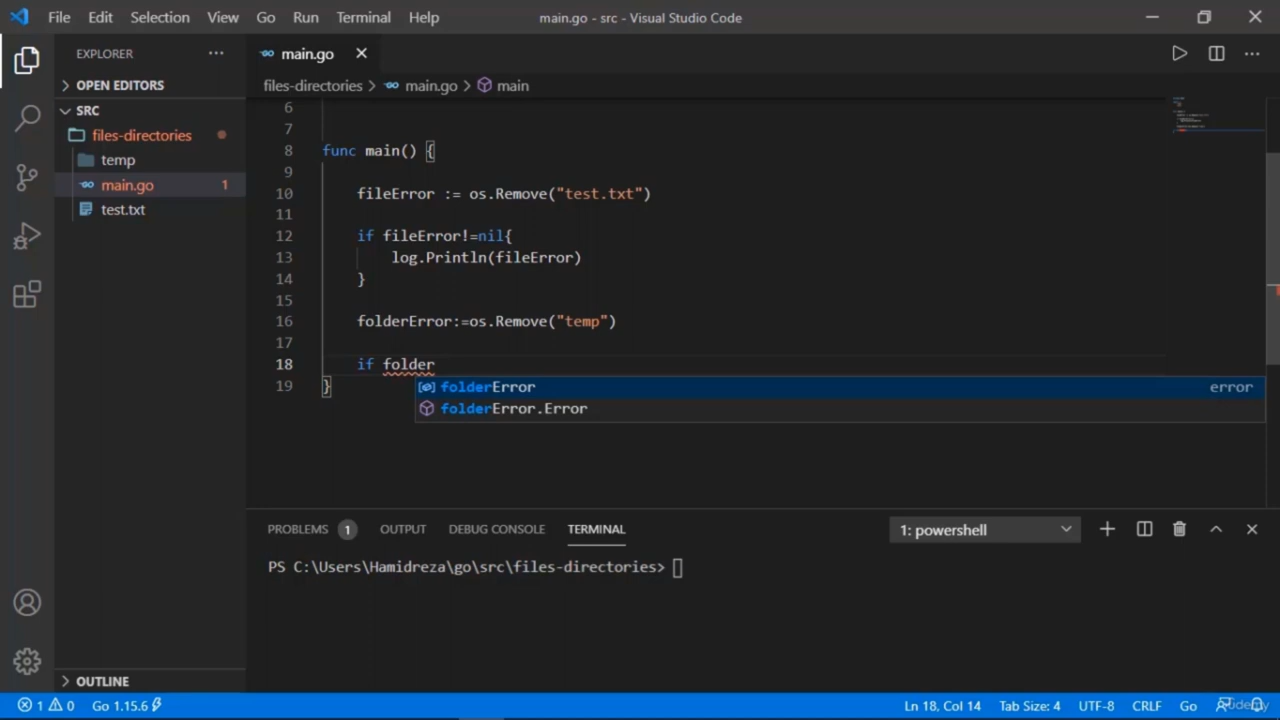 File Edit Selection View Go Run Terminal Help main.go - src - Visual Studio Code
EXPLORER
main.go
OPEN EDITORS
files-directories > main.go > main
SRC
files-directories
temp
main.go 1
test.txt
6
7
8 func main() {
9
10 fileError := os.Remove("test.txt")
11
12 if fileError!=nil{
13 log.Println(fileError)
14 }
15
16 folderError:=os.Remove("temp")
17
18 if folder
19 }
folderError error
folderError.Error
PROBLEMS 1 OUTPUT DEBUG CONSOLE TERMINAL 1: powershell
PS C:\Users\Hamidreza\go\src\files-directories>
OUTLINE
1 0 Go 1.15.6 Ln 18, Col 14 Tab Size: 4 UTF-8 CRLF Go
Udemy